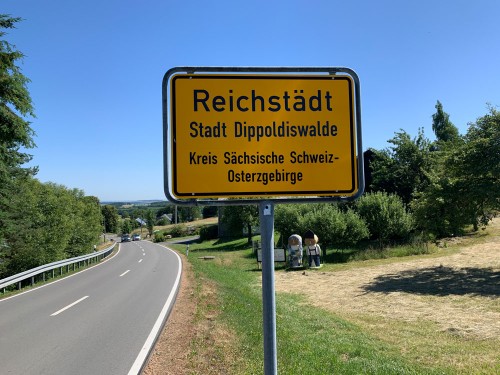 Reichstädt
Stadt Dippoldiswalde
Kreis Sächsische Schweiz-
Osterzgebirge